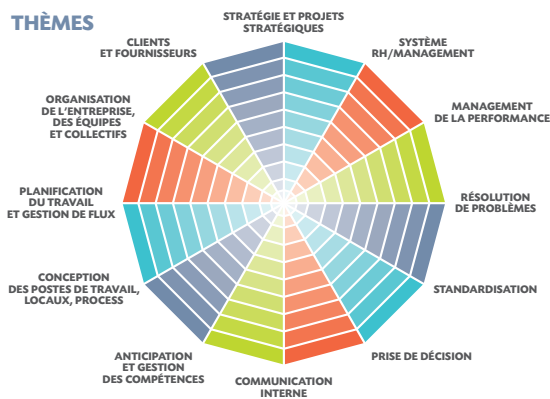 THÈMES
STRATÉGIE ET PROJETS
STRATÉGIQUES
SYSTÈME
RH/MANAGEMENT
MANAGEMENT
DE LA PERFORMANCE
RÉSOLUTION
DE PROBLÈMES
STANDARDISATION
PRISE DE DÉCISION
COMMUNICATION
INTERNE
ANTICIPATION
ET GESTION
DES COMPÉTENCES
CONCEPTION
DES POSTES DE TRAVAIL,
LOCAUX, PROCESS
PLANIFICATION
DU TRAVAIL
ET GESTION DE FLUX
ORGANISATION
DE L'ENTREPRISE,
DES ÉQUIPES
ET COLLECTIFS
CLIENTS
ET FOURNISSEURS